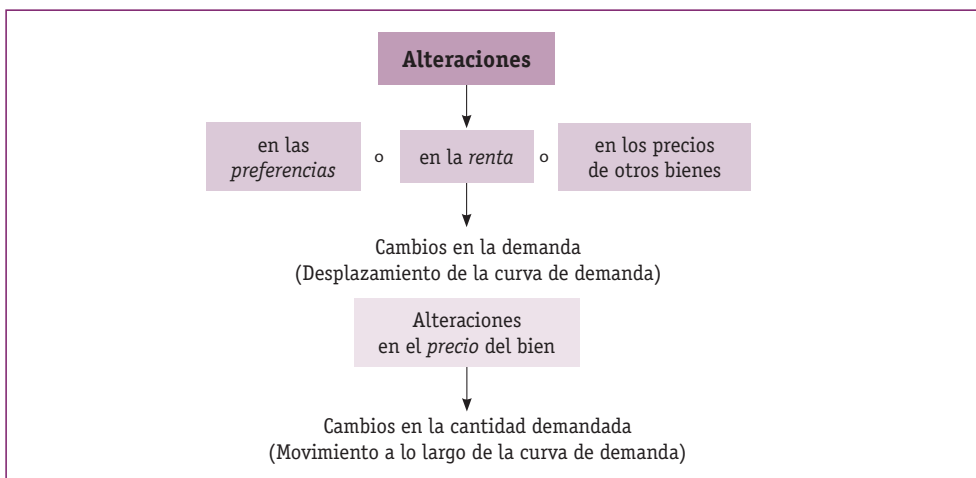 Alteraciones
en las
preferencias
o
en la renta
o
en los precios
de otros bienes
Cambios en la demanda
(Desplazamiento de la curva de demanda)
Alteraciones
en el precio del bien
Cambios en la cantidad demandada
(Movimiento a lo largo de la curva de demanda)